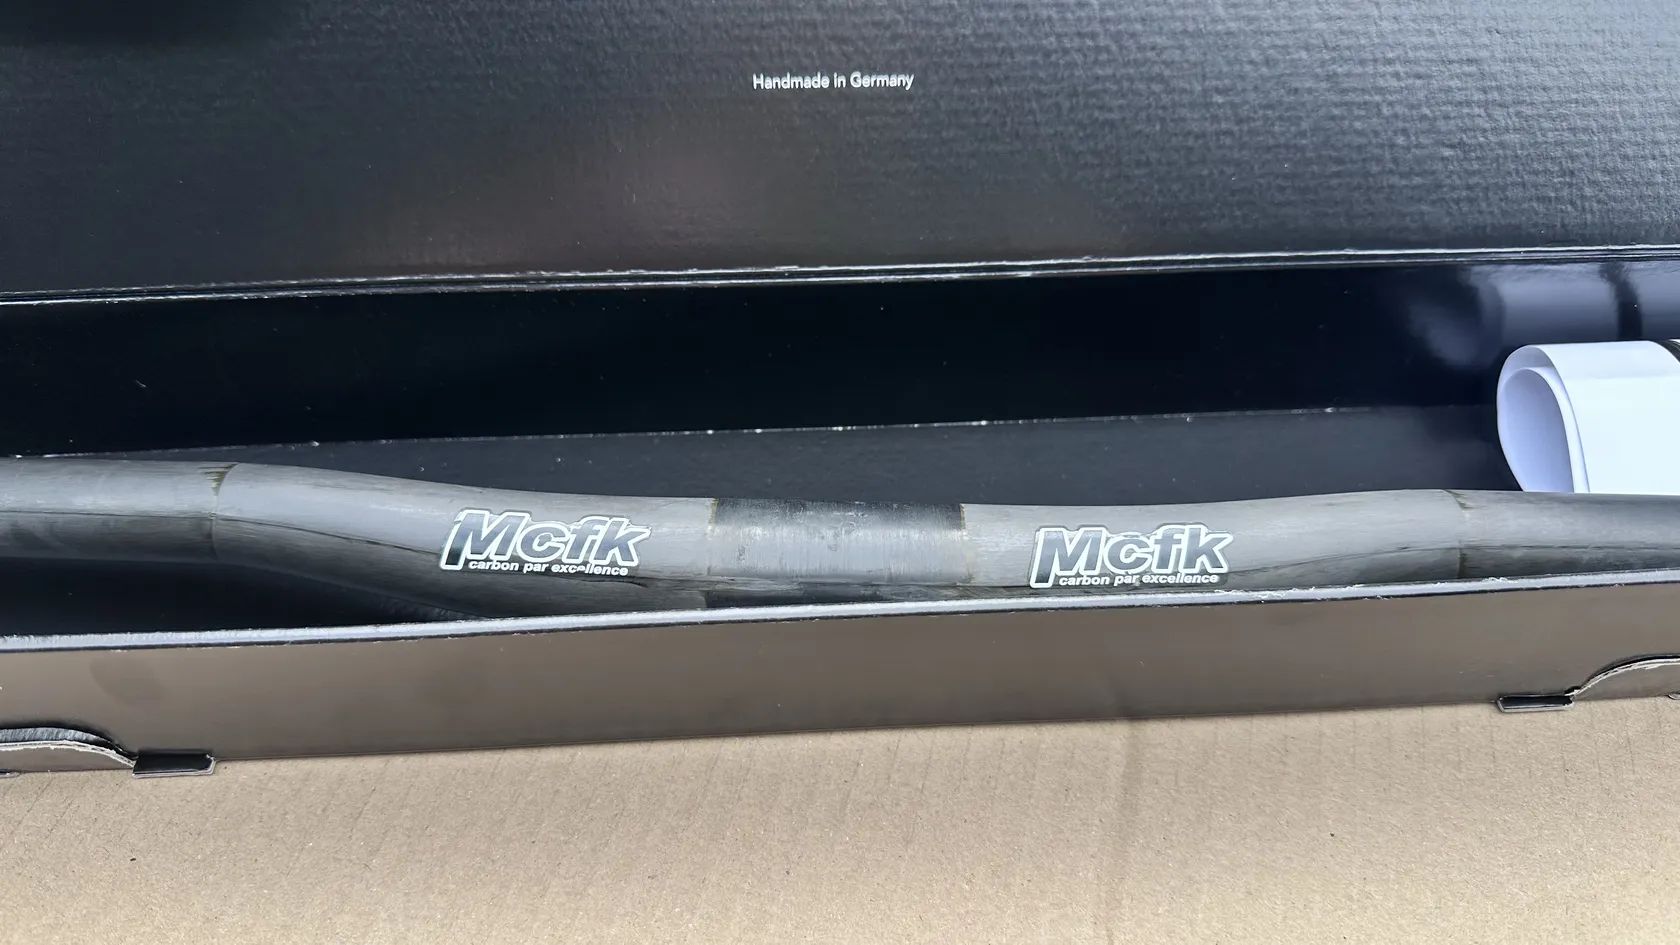 Handmade in Germany
Mcfk
carbon par excellence
Mcfk
carbon par excellence